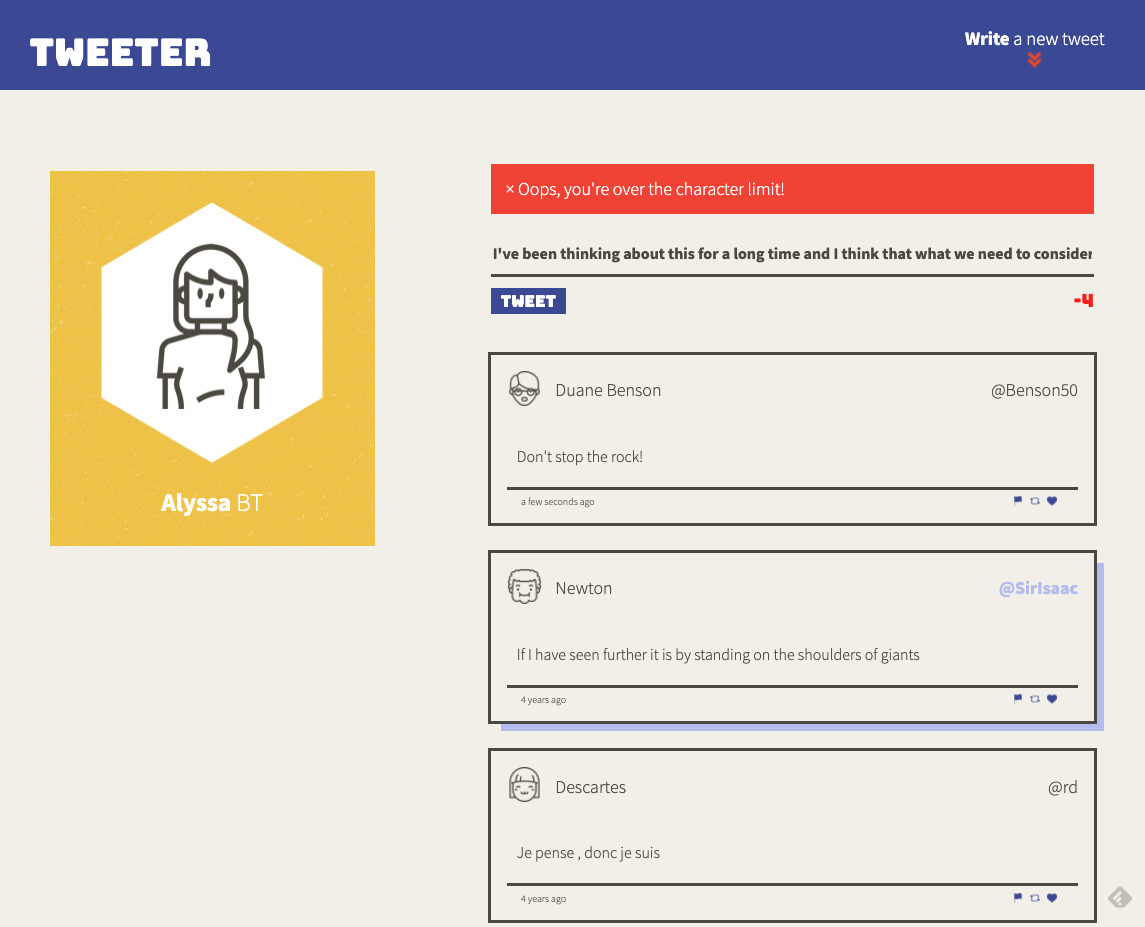 TWEETER
Write a new tweet
× Oops, you're over the character limit!
I've been thinking about this for a long time and I think that what we need to consider
TWEET
-4
Alyssa BT
Duane Benson
@Benson50
Don't stop the rock!
a few seconds ago
Newton
@SirIsaac
If I have seen further it is by standing on the shoulders of giants
4 years ago
Descartes
@rd
Je pense , donc je suis
4 years ago